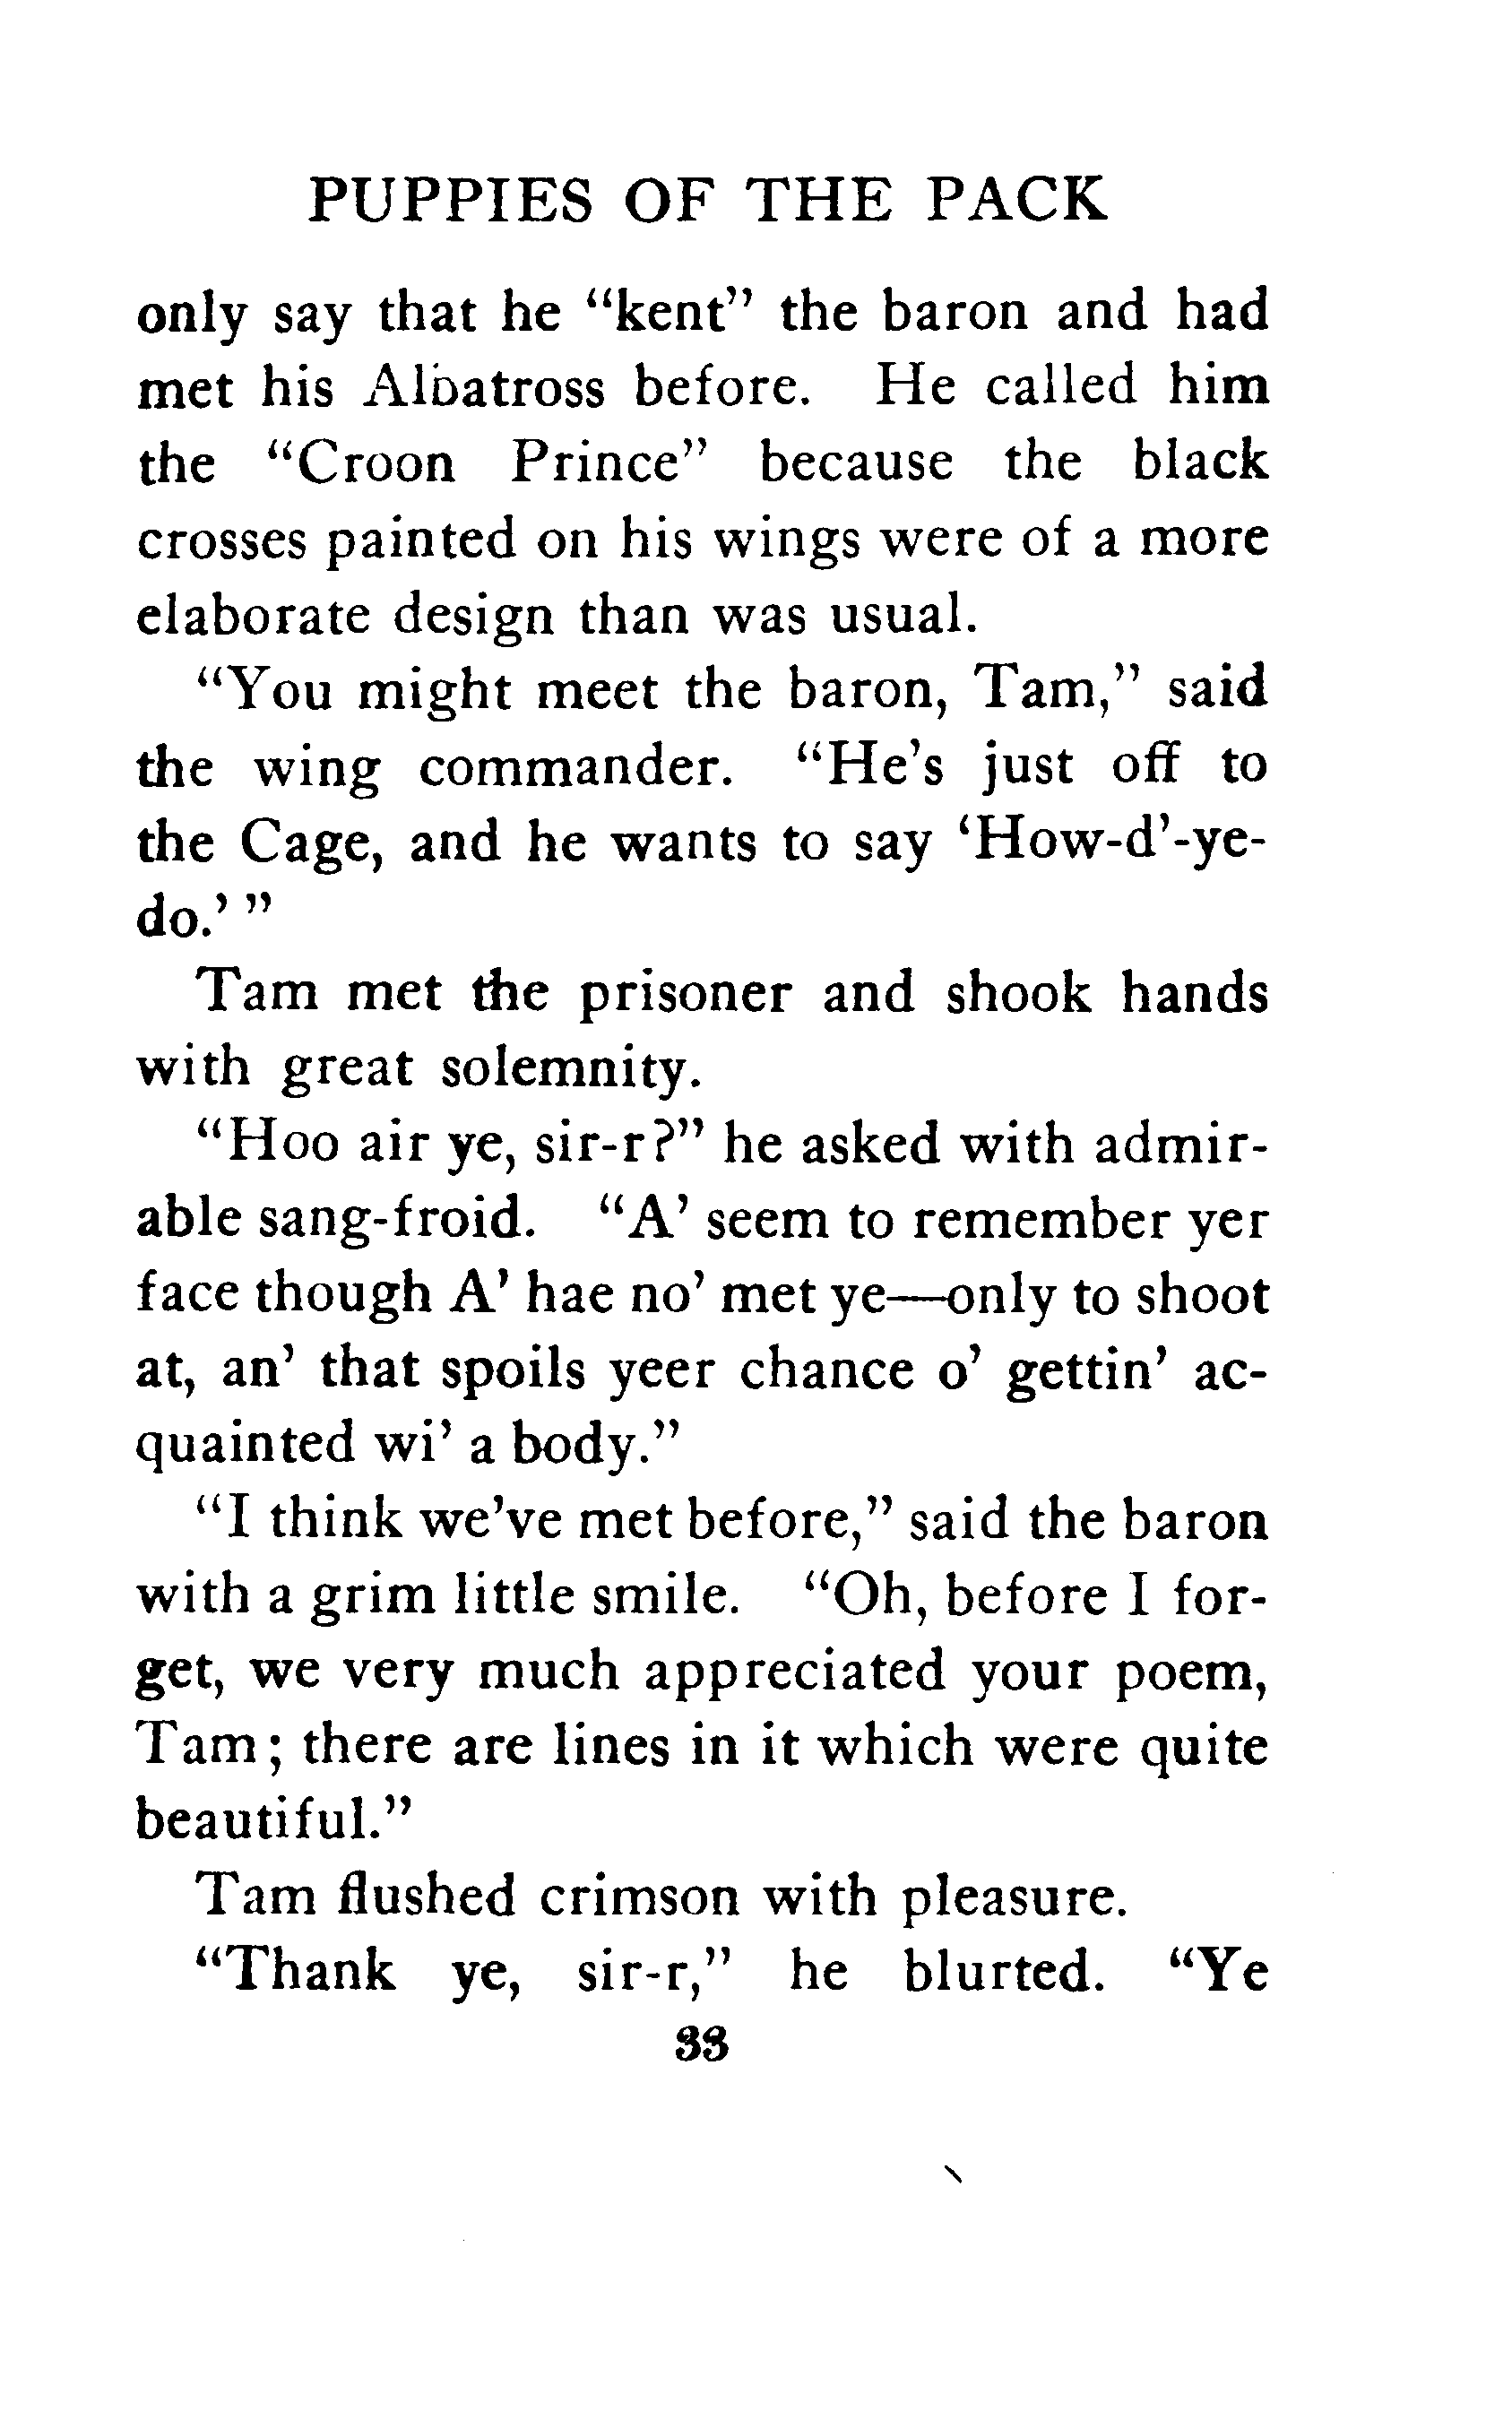 PUPPIES OF THE PACK
only say that he “kent” the baron and had
met his Albatross before. He called him
the “Croon Prince” because the black
crosses painted on his wings were of a more
elaborate design than was usual.
“You might meet the baron, Tam,” said
the wing commander. “He’s just off to
the Cage, and he wants to say ‘How-d’-ye-
do.’ ”
Tam met the prisoner and shook hands
with great solemnity.
“Hoo air ye, sir-r?” he asked with admir-
able sang-froid. “A’ seem to remember yer
face though A’ hae no’ met ye—only to shoot
at, an’ that spoils yeer chance o’ gettin’ ac-
quainted wi’ a body.”
“I think we’ve met before,” said the baron
with a grim little smile. “Oh, before I for-
get, we very much appreciated your poem,
Tam; there are lines in it which were quite
beautiful.”
Tam flushed crimson with pleasure.
“Thank ye, sir-r,” he blurted. “Ye
33